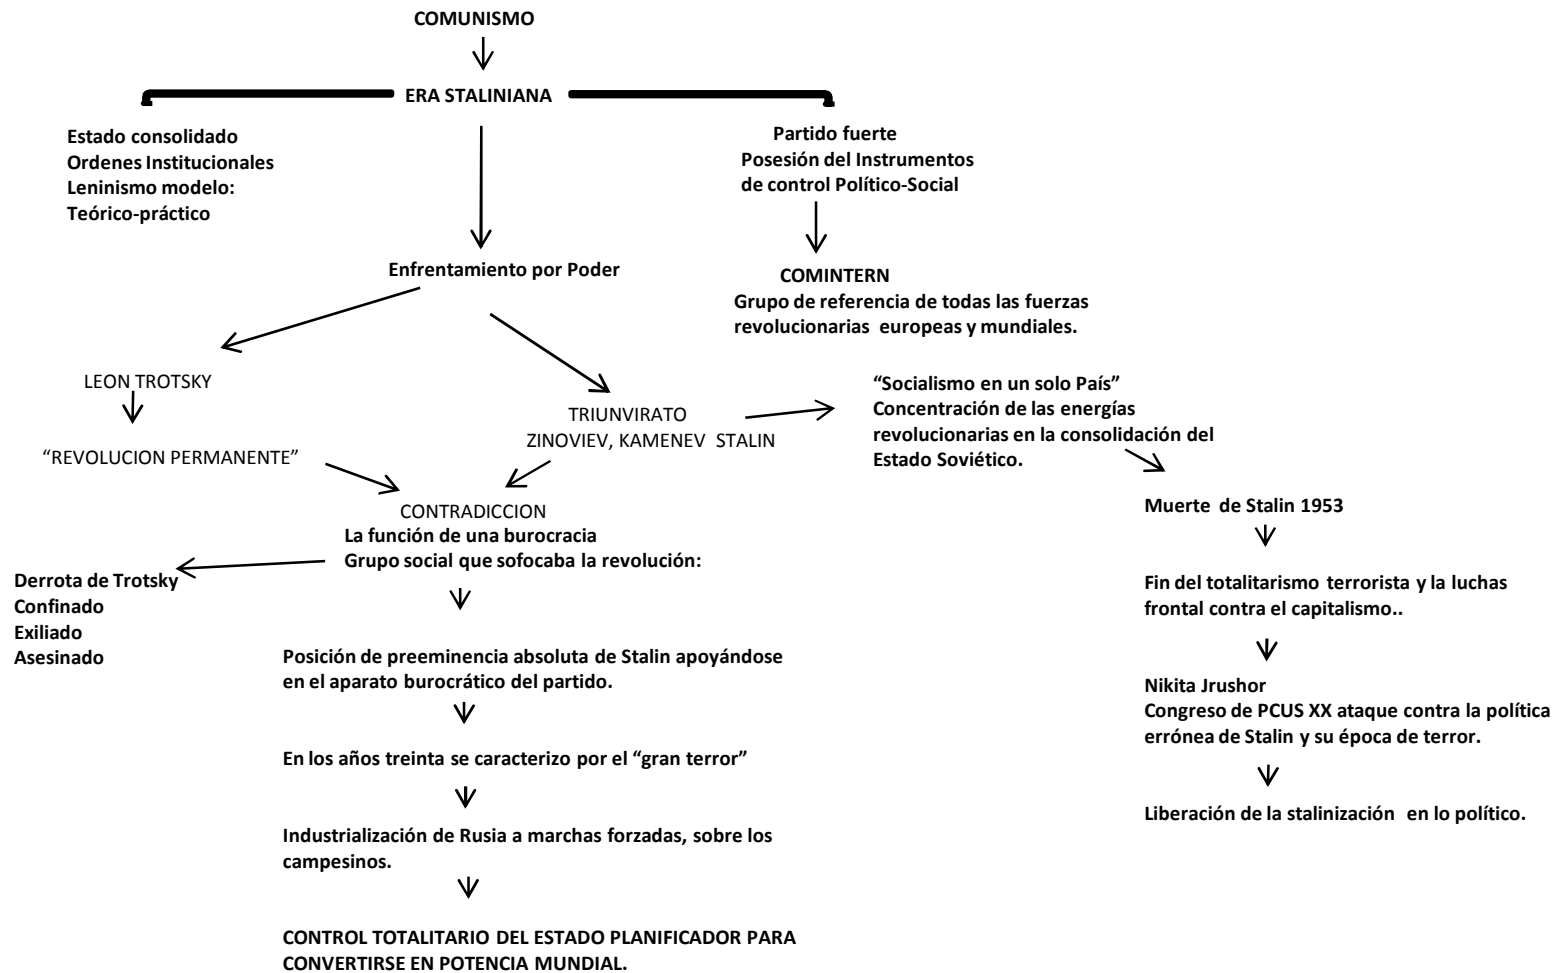 COMUNISMO
ERA STALINIANA
Estado consolidado
Ordenes Institucionales
Leninismo modelo:
Teórico-práctico
Partido fuerte
Posesión del Instrumentos
de control Político-Social
Enfrentamiento por Poder
COMINTERN
Grupo de referencia de todas las fuerzas
revolucionarias europeas y mundiales.
LEON TROTSKY
“REVOLUCION PERMANENTE”
TRIUNVIRATO
ZINOVIEV, KAMENEV STALIN
“Socialismo en un solo País”
Concentración de las energías
revolucionarias en la consolidación del
Estado Soviético.
CONTRADICCION
La función de una burocracia
Grupo social que sofocaba la revolución:
Derrota de Trotsky
Confinado
Exiliado
Asesinado
Posición de preeminencia absoluta de Stalin apoyándose
en el aparato burocrático del partido.
En los años treinta se caracterizo por el “gran terror”
Industrialización de Rusia a marchas forzadas, sobre los
campesinos.
CONTROL TOTALITARIO DEL ESTADO PLANIFICADOR PARA
CONVERTIRSE EN POTENCIA MUNDIAL.
Muerte de Stalin 1953
Fin del totalitarismo terrorista y la luchas
frontal contra el capitalismo..
Nikita Jrushor
Congreso de PCUS XX ataque contra la política
errónea de Stalin y su época de terror.
Liberación de la stalinización en lo político.